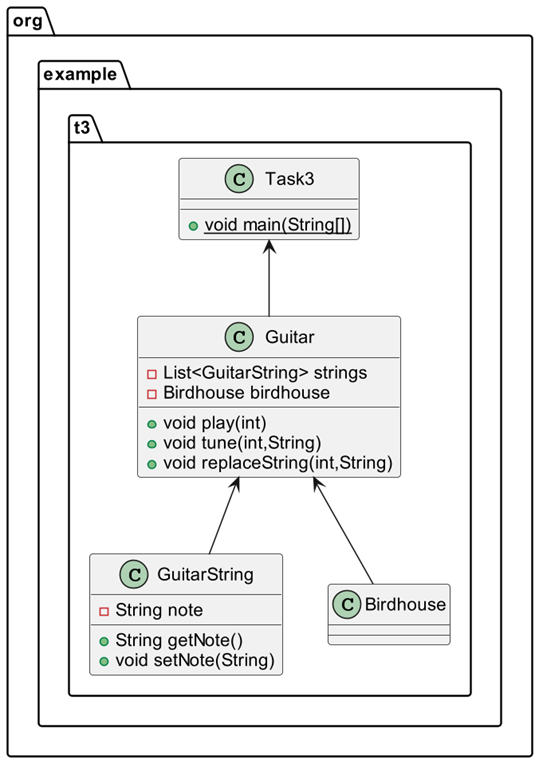 org
example
t3
C Task3
void main(String[])
C Guitar
List<GuitarString> strings
Birdhouse birdhouse
void play(int)
void tune(int,String)
void replaceString(int,String)
C GuitarString
String note
String getNote()
void setNote(String)
C Birdhouse